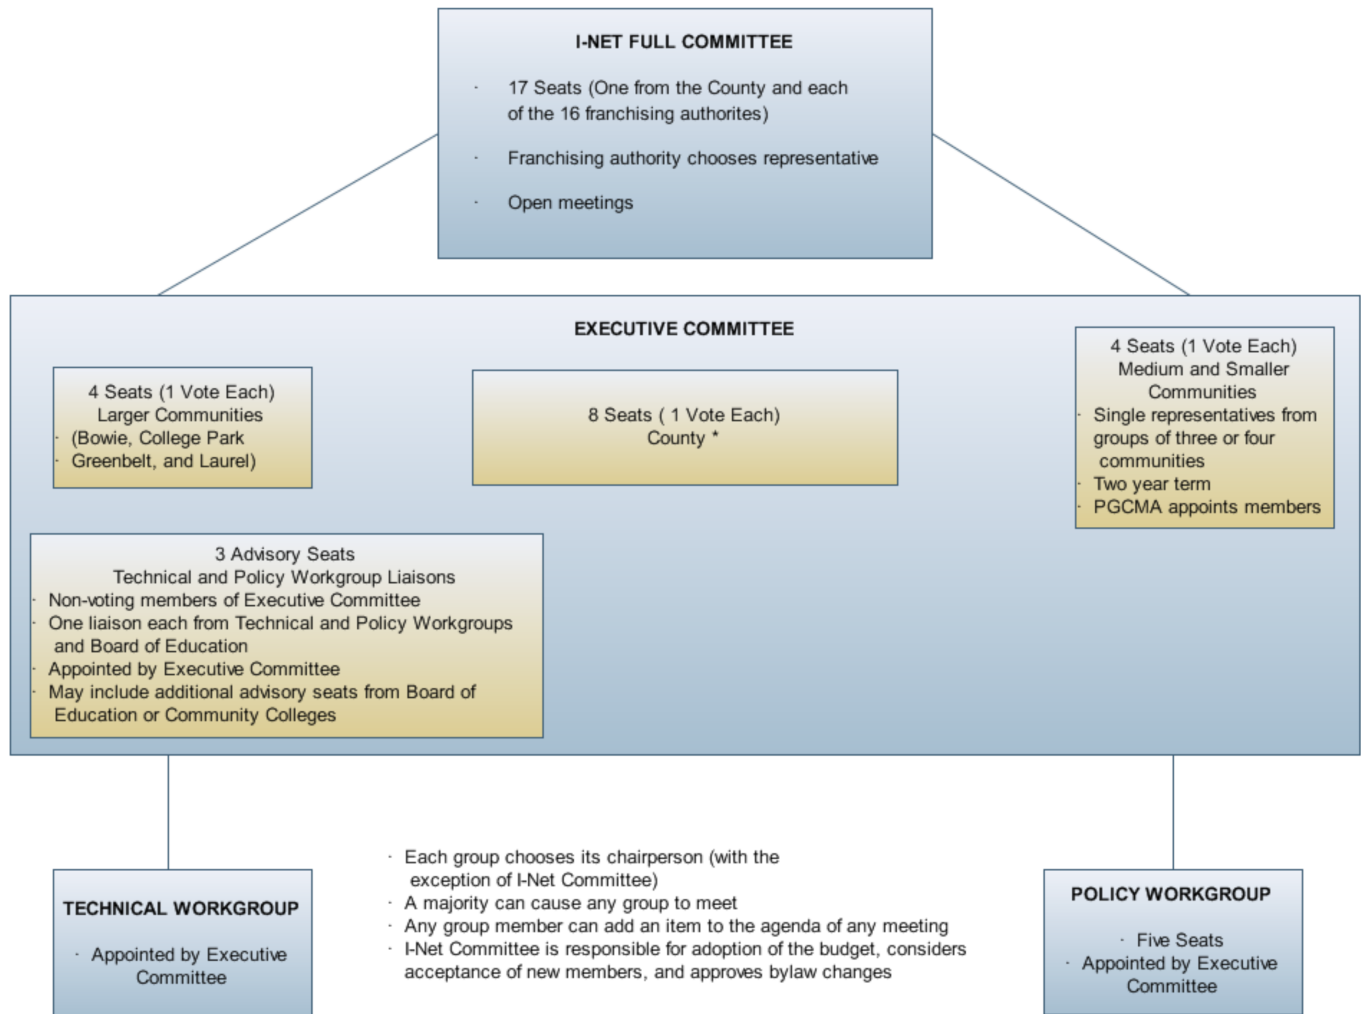 I-NET FULL COMMITTEE
· 17 Seats (One from the County and each
of the 16 franchising authorites)
· Franchising authority chooses representative
· Open meetings
EXECUTIVE COMMITTEE
4 Seats (1 Vote Each)
Larger Communities
· (Bowie, College Park
· Greenbelt, and Laurel)
8 Seats ( 1 Vote Each)
County *
4 Seats (1 Vote Each)
Medium and Smaller
Communities
· Single representatives from
groups of three or four
communities
· Two year term
· PGCMA appoints members
3 Advisory Seats
Technical and Policy Workgroup Liaisons
· Non-voting members of Executive Committee
· One liaison each from Technical and Policy Workgroups
and Board of Education
· Appointed by Executive Committee
· May include additional advisory seats from Board of
Education or Community Colleges
TECHNICAL WORKGROUP
· Appointed by Executive
Committee
· Each group chooses its chairperson (with the
exception of I-Net Committee)
· A majority can cause any group to meet
· Any group member can add an item to the agenda of any meeting
· I-Net Committee is responsible for adoption of the budget, considers
acceptance of new members, and approves bylaw changes
POLICY WORKGROUP
· Five Seats
· Appointed by Executive
Committee